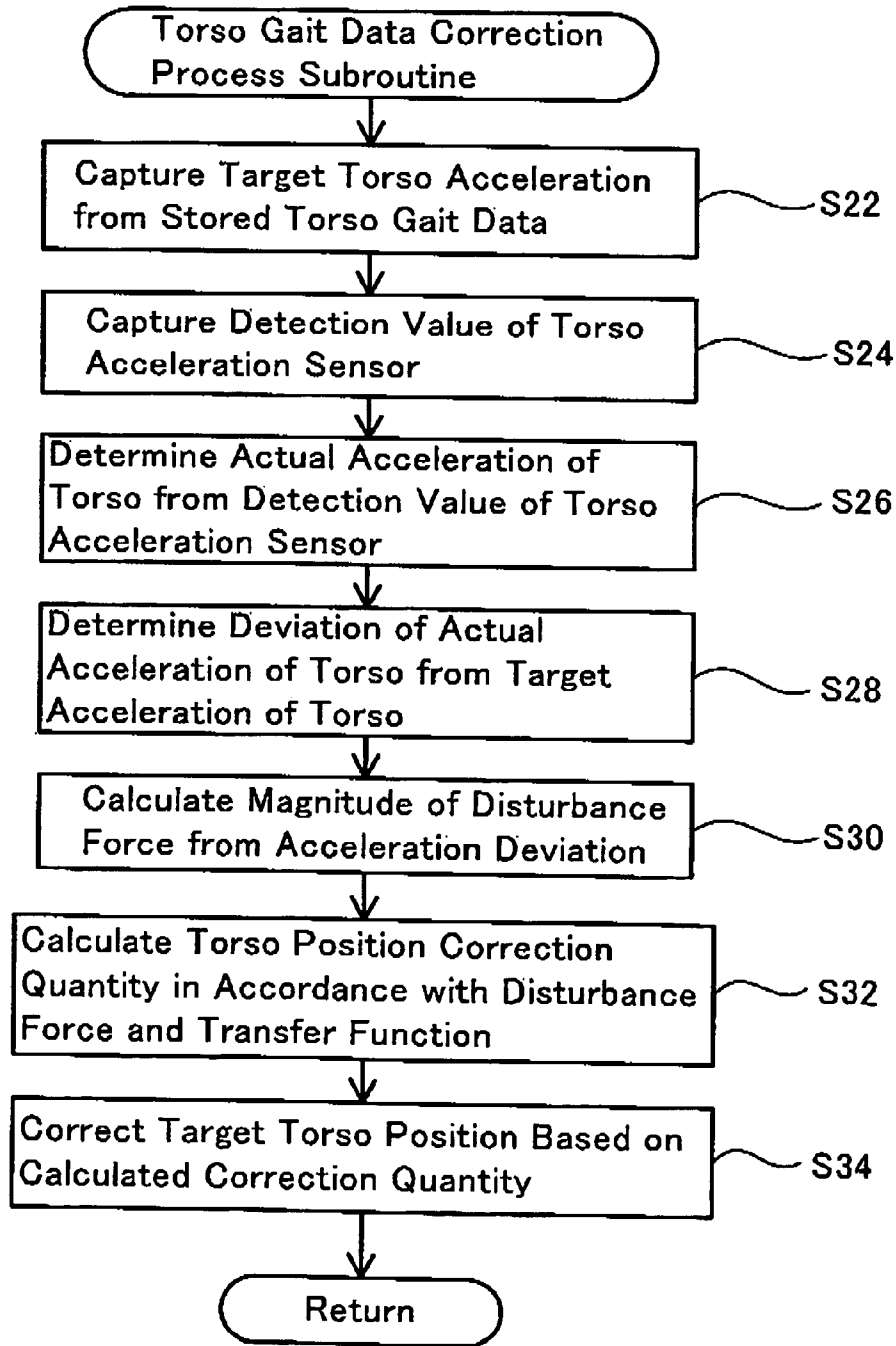 Torso Gait Data Correction
Process Subroutine
Capture Target Torso Acceleration
from Stored Torso Gait Data
S22
Capture Detection Value of Torso
Acceleration Sensor
S24
Determine Actual Acceleration of
Torso from Detection Value of Torso
Acceleration Sensor
S26
Determine Deviation of Actual
Acceleration of Torso from Target
Acceleration of Torso
S28
Calculate Magnitude of Disturbance
Force from Acceleration Deviation
S30
Calculate Torso Position Correction
Quantity in Accordance with Disturbance
Force and Transfer Function
S32
Correct Target Torso Position Based on
Calculated Correction Quantity
S34
Return